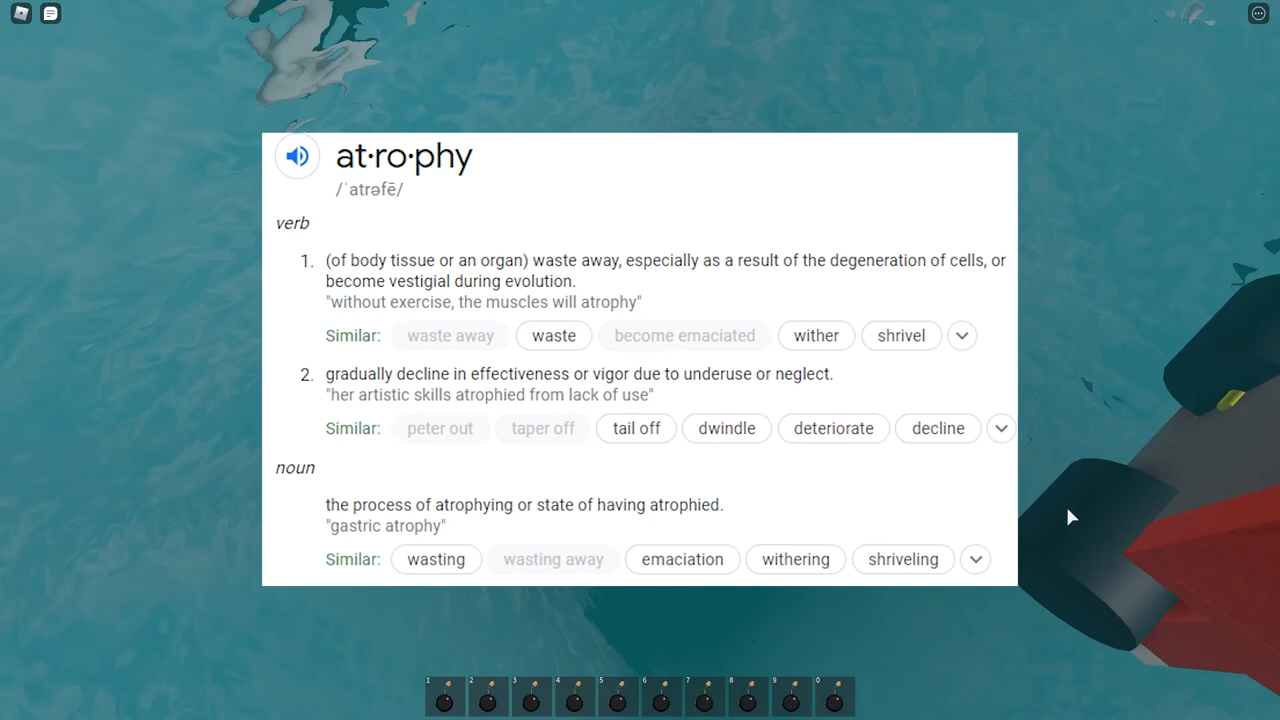 at·ro·phy
/ˈatrəfē/
verb
1. (of body tissue or an organ) waste away, especially as a result of the degeneration of cells, or
become vestigial during evolution.
"without exercise, the muscles will atrophy"
Similar: waste away waste become emaciated wither shrivel
2. gradually decline in effectiveness or vigor due to underuse or neglect.
"her artistic skills atrophied from lack of use"
Similar: peter out taper off tail off dwindle deteriorate decline
noun
the process of atrophying or state of having atrophied.
"gastric atrophy"
Similar: wasting wasting away emaciation withering shriveling
1 2 3 4 5 6 7 8 9 0